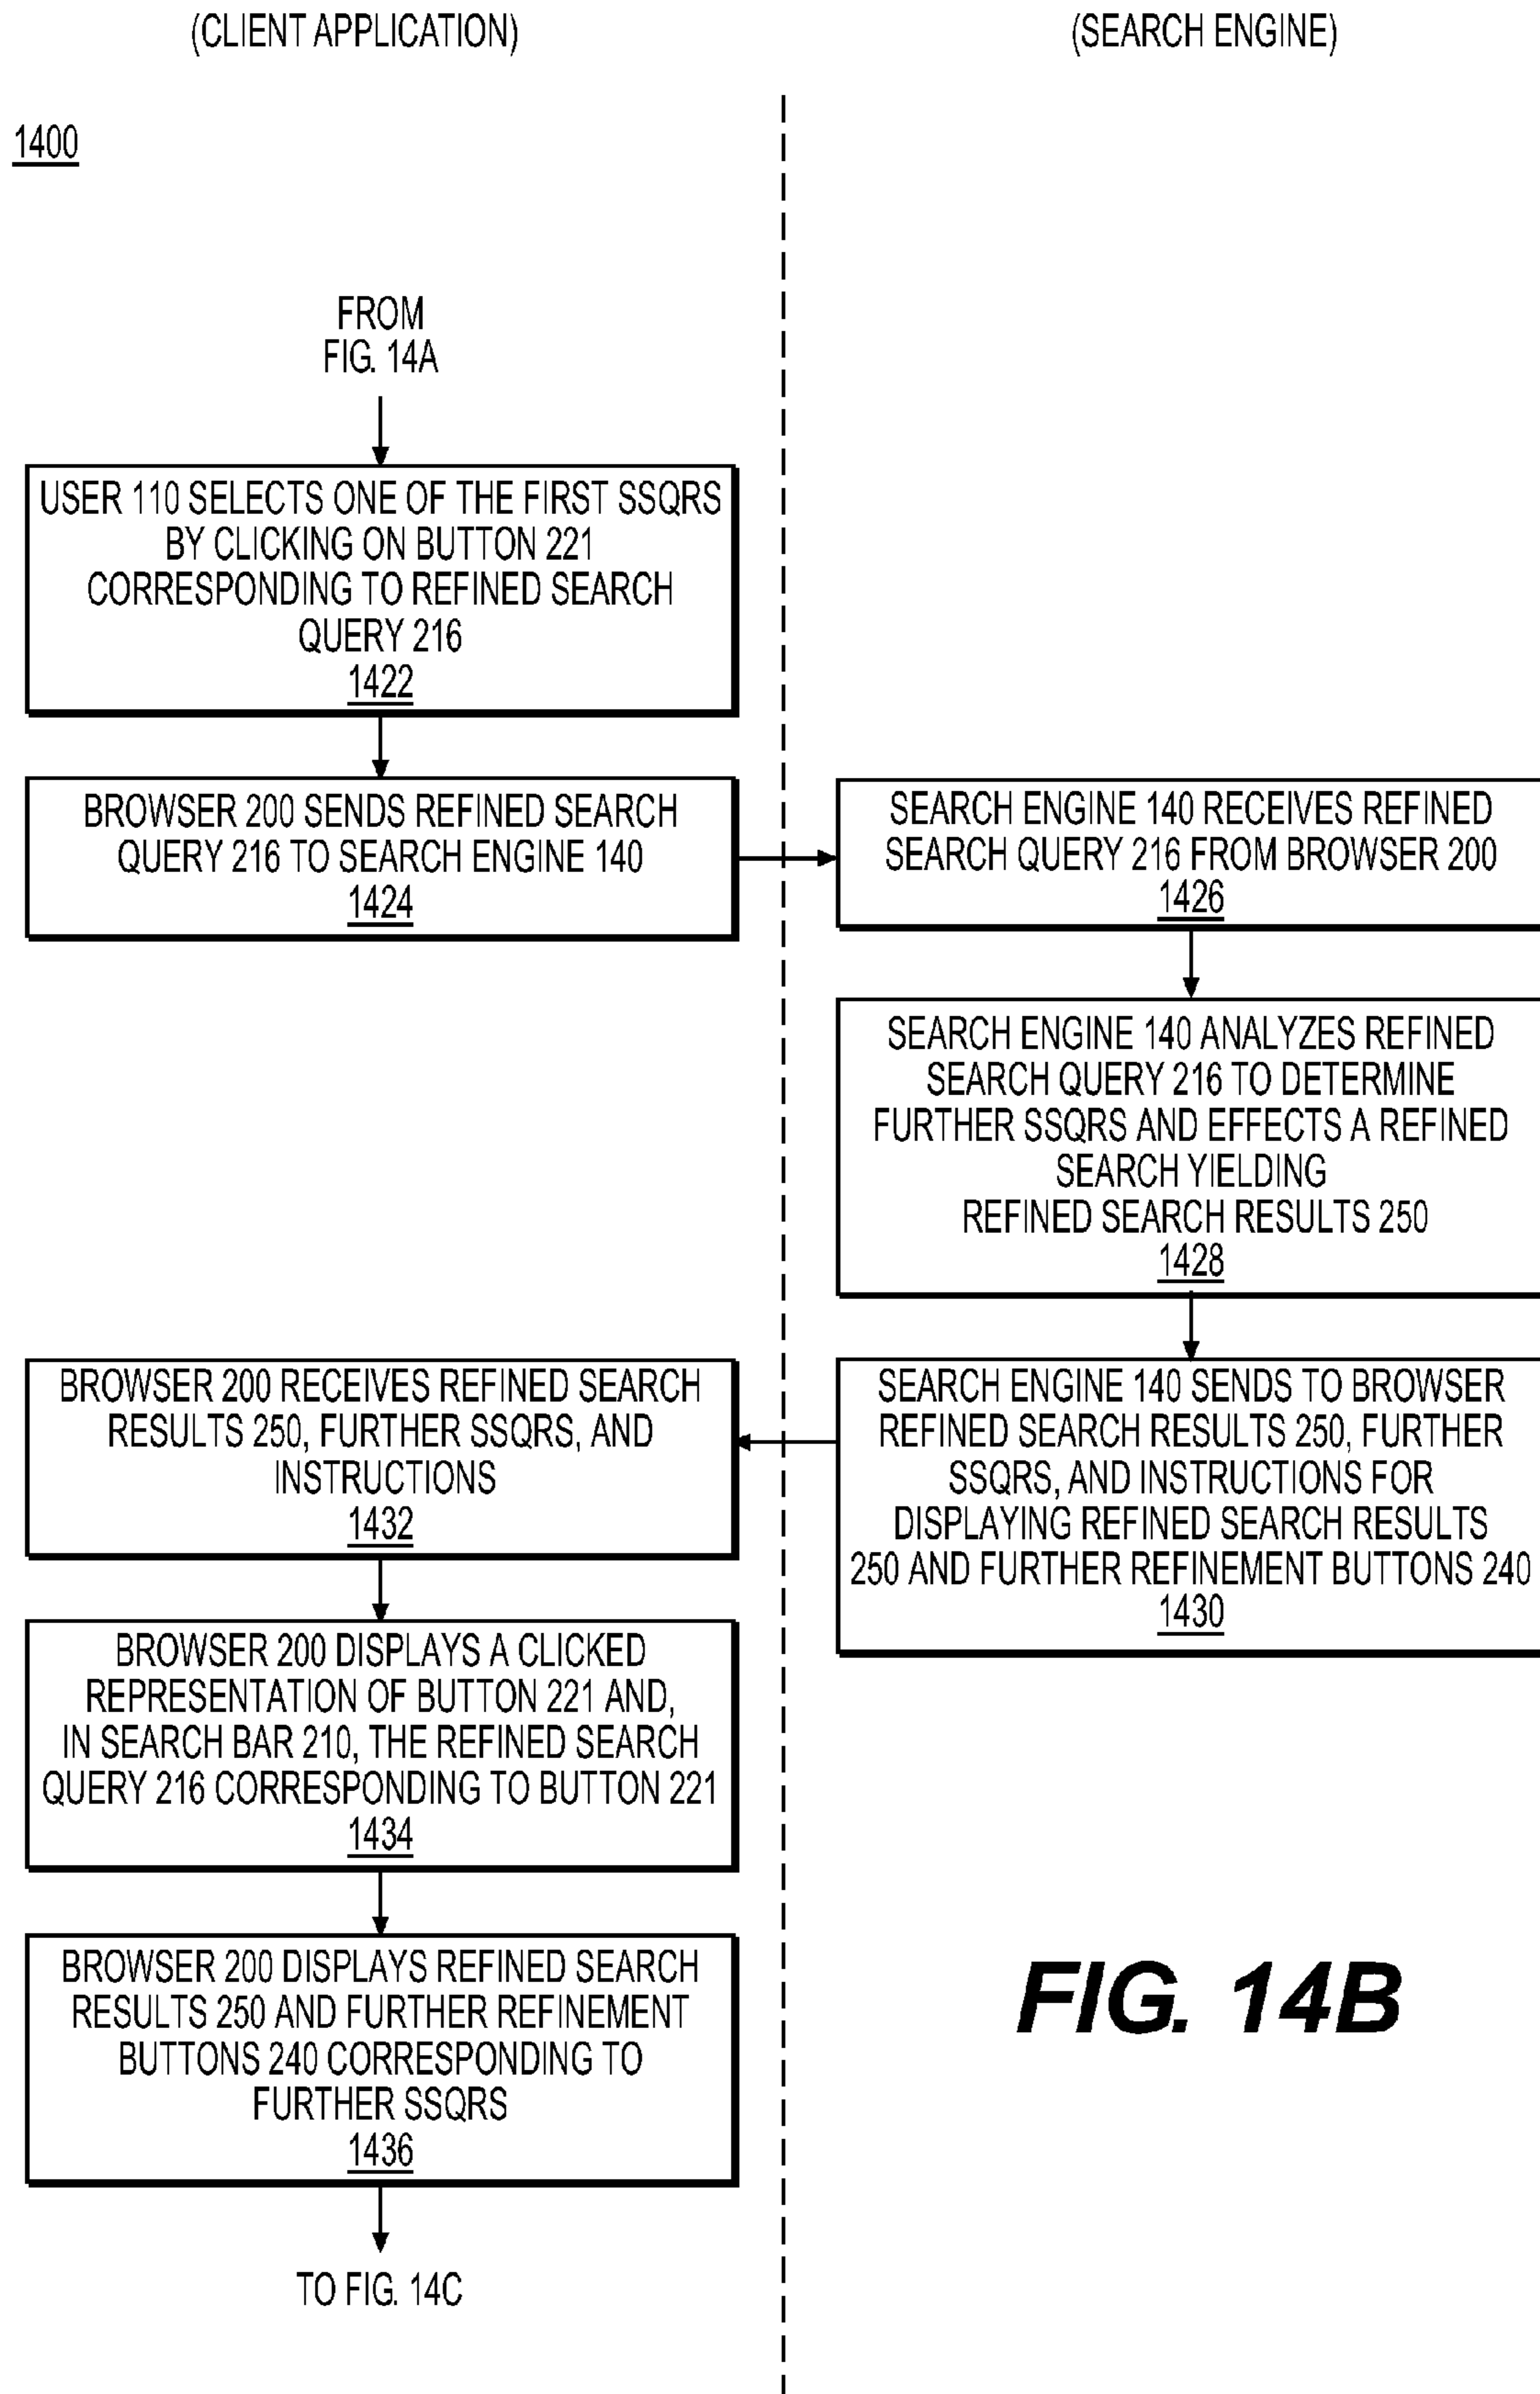 (CLIENT APPLICATION)
(SEARCH ENGINE)
1400
FROM
FIG. 14A
USER 110 SELECTS ONE OF THE FIRST SSQRS
BY CLICKING ON BUTTON 221
CORRESPONDING TO REFINED SEARCH
QUERY 216
1422
BROWSER 200 SENDS REFINED SEARCH
QUERY 216 TO SEARCH ENGINE 140
1424
SEARCH ENGINE 140 RECEIVES REFINED
SEARCH QUERY 216 FROM BROWSER 200
1426
SEARCH ENGINE 140 ANALYZES REFINED
SEARCH QUERY 216 TO DETERMINE
FURTHER SSQRS AND EFFECTS A REFINED
SEARCH YIELDING
REFINED SEARCH RESULTS 250
1428
SEARCH ENGINE 140 SENDS TO BROWSER
REFINED SEARCH RESULTS 250, FURTHER
SSQRS, AND INSTRUCTIONS FOR
DISPLAYING REFINED SEARCH RESULTS
250 AND FURTHER REFINEMENT BUTTONS 240
1430
BROWSER 200 RECEIVES REFINED SEARCH
RESULTS 250, FURTHER SSQRS, AND
INSTRUCTIONS
1432
BROWSER 200 DISPLAYS A CLICKED
REPRESENTATION OF BUTTON 221 AND,
IN SEARCH BAR 210, THE REFINED SEARCH
QUERY 216 CORRESPONDING TO BUTTON 221
1434
BROWSER 200 DISPLAYS REFINED SEARCH
RESULTS 250 AND FURTHER REFINEMENT
BUTTONS 240 CORRESPONDING TO
FURTHER SSQRS
1436
TO FIG. 14C
FIG. 14B